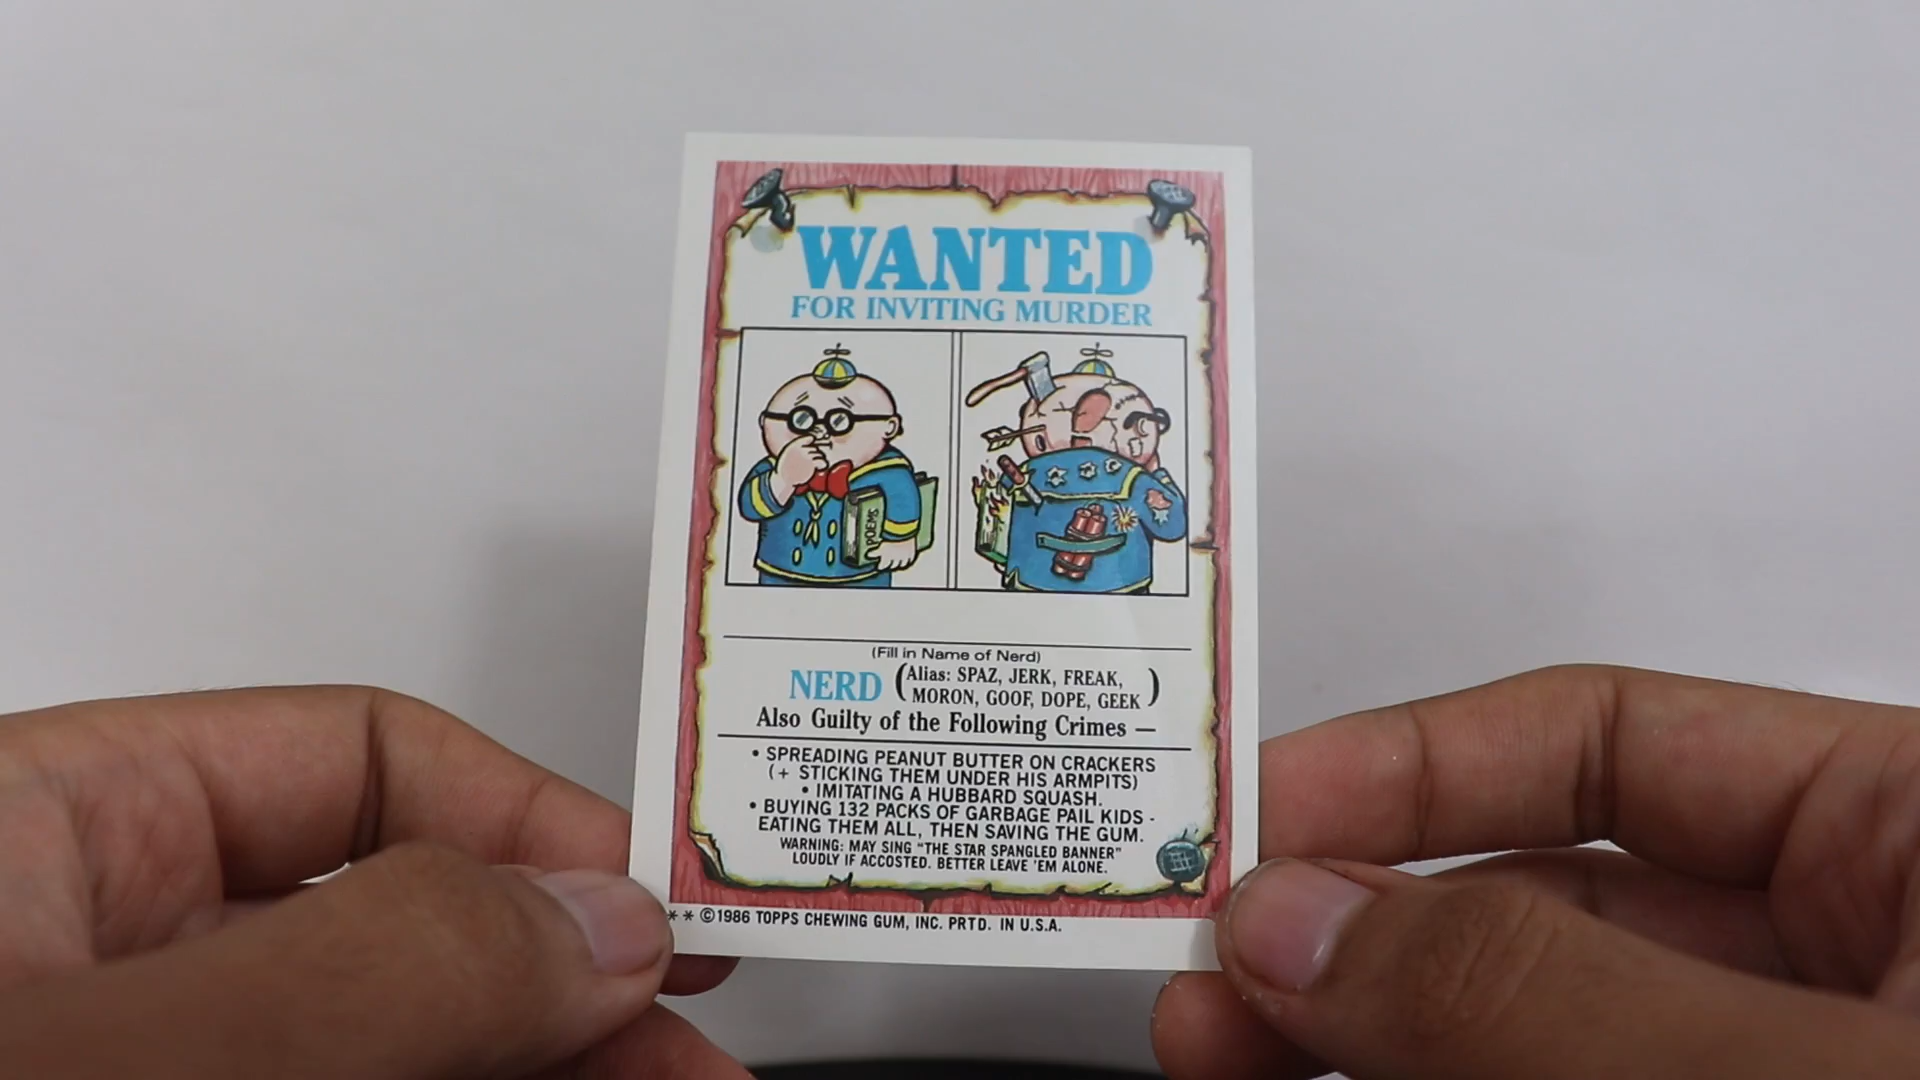 WANTED
FOR INVITING MURDER
POEMS
(Fill in Name of Nerd)
NERD (Alias: SPAZ, JERK, FREAK,
MORON, GOOF, DOPE, GEEK)
Also Guilty of the Following Crimes —
• SPREADING PEANUT BUTTER ON CRACKERS
(+ STICKING THEM UNDER HIS ARMPITS)
• IMITATING A HUBBARD SQUASH.
• BUYING 132 PACKS OF GARBAGE PAIL KIDS -
EATING THEM ALL, THEN SAVING THE GUM.
WARNING: MAY SING "THE STAR SPANGLED BANNER"
LOUDLY IF ACCOSTED. BETTER LEAVE 'EM ALONE.
** ©1986 TOPPS CHEWING GUM, INC. PRTD. IN U.S.A.